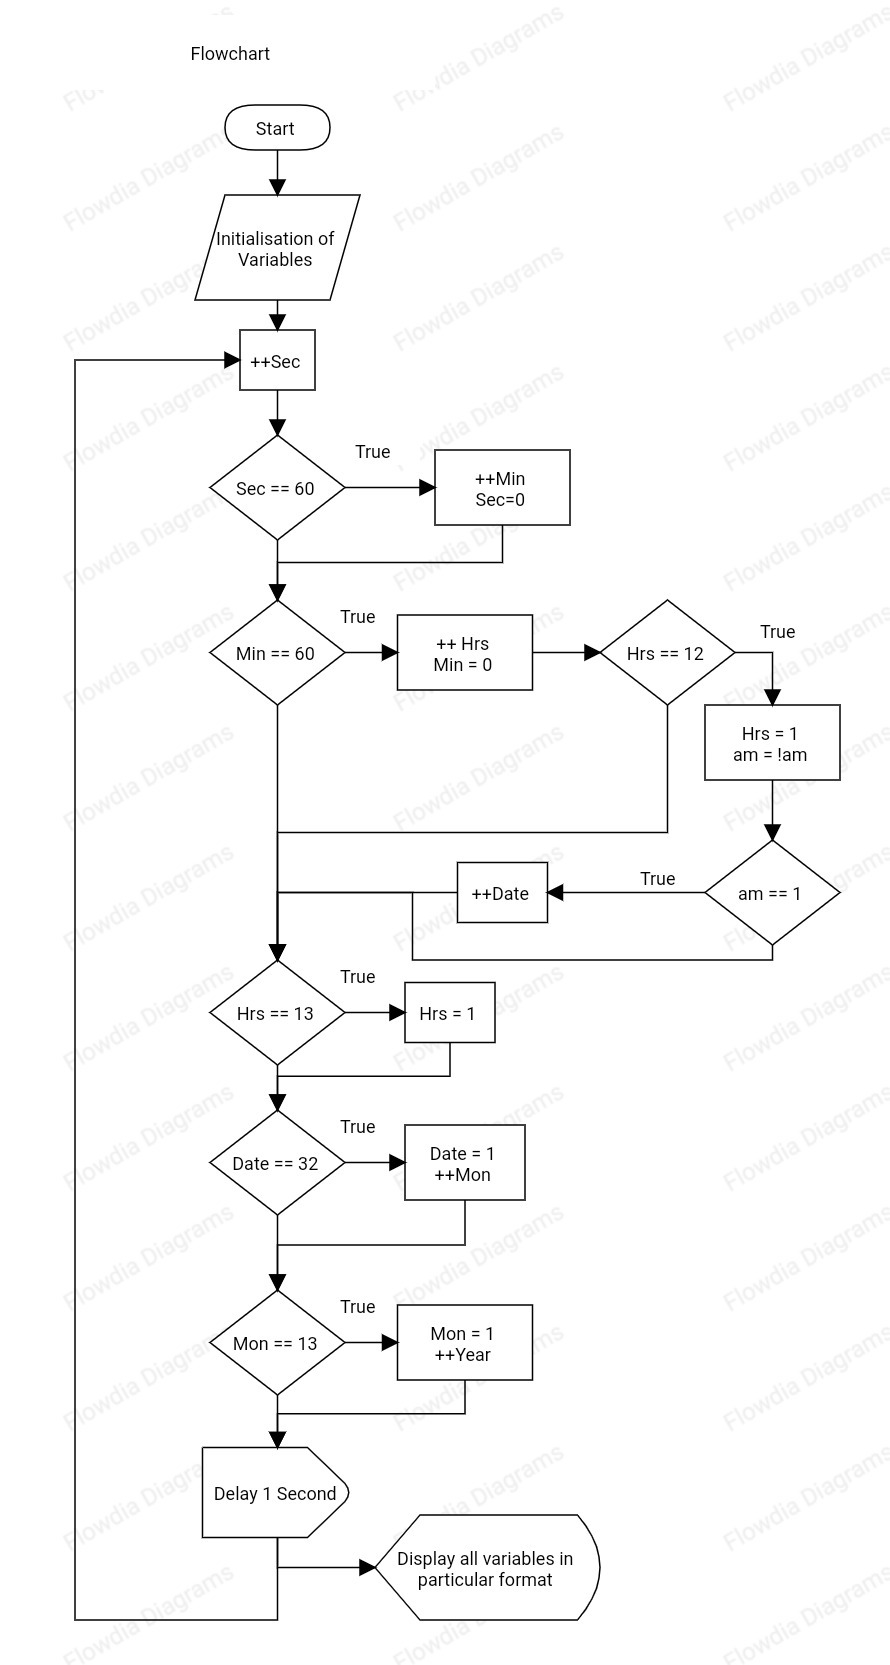 Flowchart
Start
Initialisation of
Variables
++Sec
True
Sec == 60
++Min
Sec=0
True
Min == 60
++ Hrs
Min = 0
Hrs == 12
True
Hrs = 1
am = !am
++Date
True
am == 1
True
Hrs == 13
Hrs = 1
True
Date == 32
Date = 1
++Mon
True
Mon == 13
Mon = 1
++Year
Delay 1 Second
Display all variables in
particular format
Flowdia Diagrams